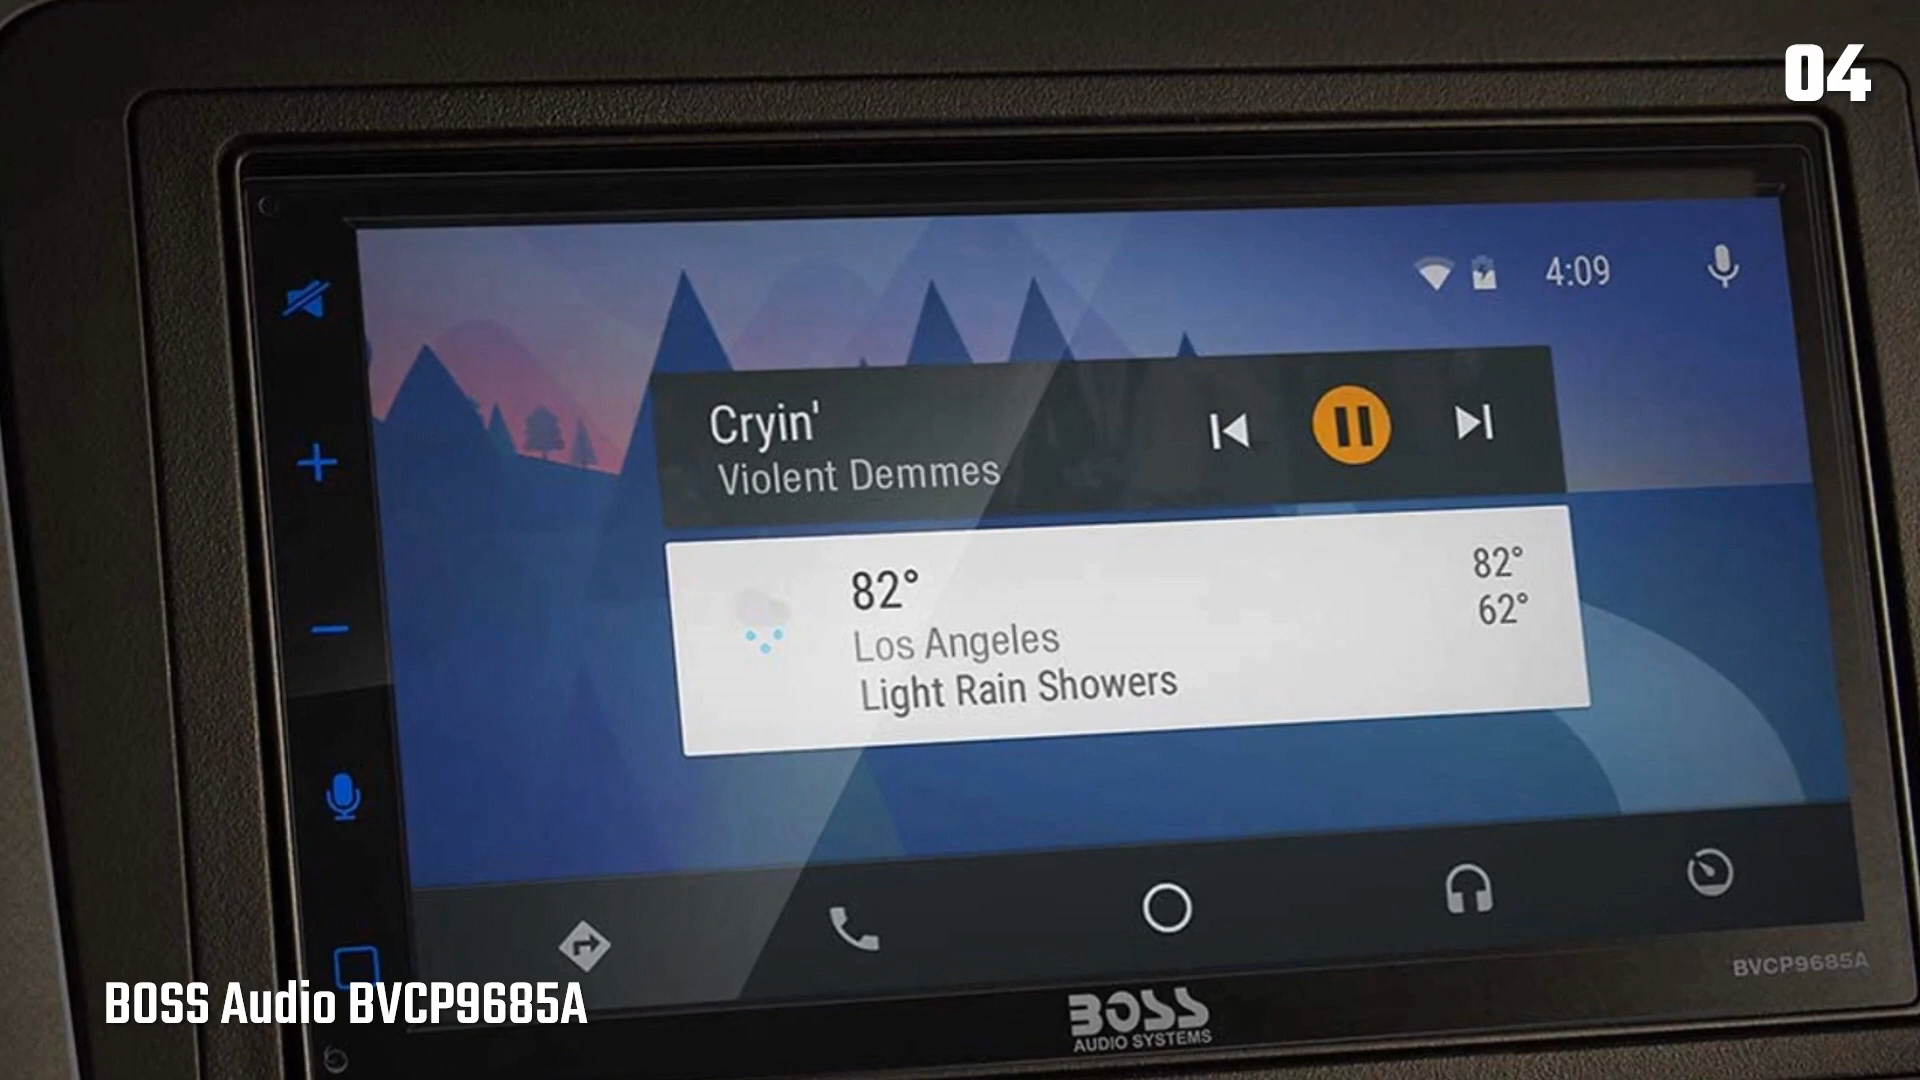 04
4:09
Cryin'
Violent Demmes
82°
82°
62°
Los Angeles
Light Rain Showers
BVCP9685A
BOSS Audio BVCP9685A
BOSS
AUDIO SYSTEMS